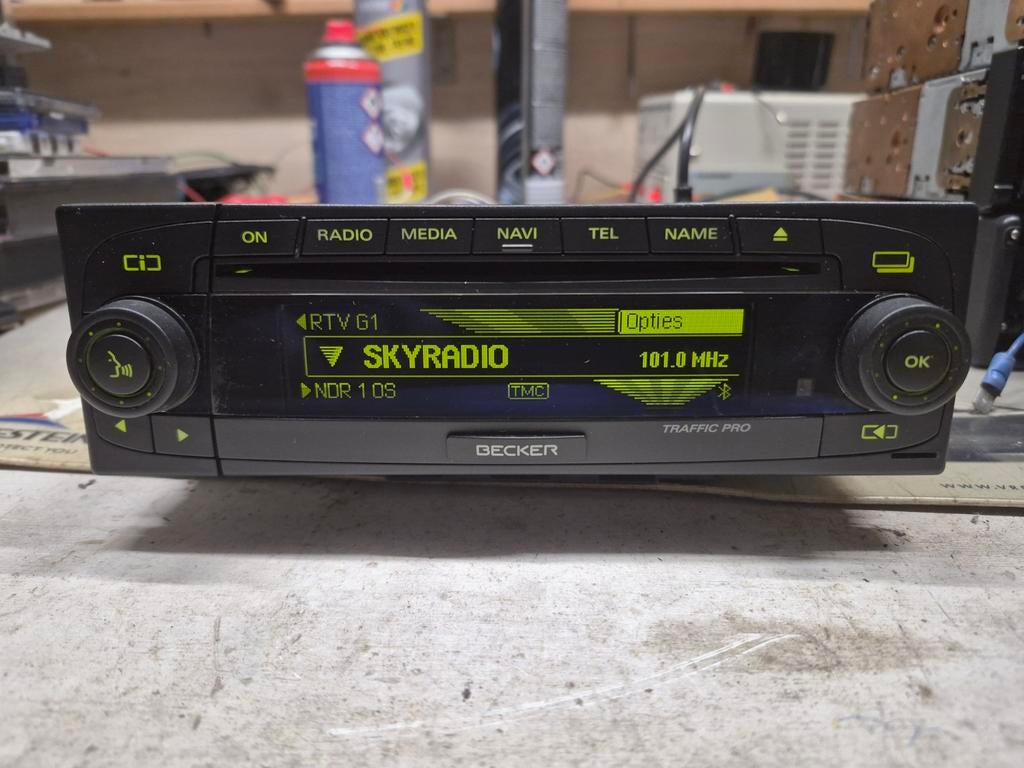 ON RADIO MEDIA NAVI TEL NAME
RTV G1 Opties
SKYRADIO 101.0 MHz
NDR 1 OS TMC
OK
TRAFFIC PRO
BECKER